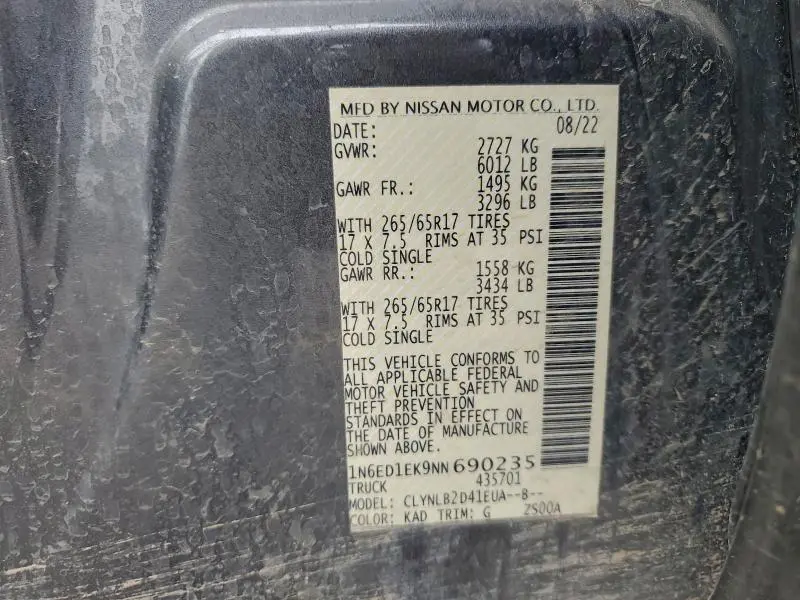 MFD BY NISSAN MOTOR CO., LTD.
DATE: 08/22
GVWR: 2727 KG
6012 LB
GAWR FR.: 1495 KG
3296 LB
WITH 265/65R17 TIRES
17 X 7.5 RIMS AT 35 PSI
COLD SINGLE
GAWR RR.: 1558 KG
3434 LB
WITH 265/65R17 TIRES
17 X 7.5 RIMS AT 35 PSI
COLD SINGLE
THIS VEHICLE CONFORMS TO
ALL APPLICABLE FEDERAL
MOTOR VEHICLE SAFETY AND
THEFT PREVENTION
STANDARDS IN EFFECT ON
THE DATE OF MANUFACTURE
SHOWN ABOVE.
1N6ED1EK9NN690235
TRUCK 435701
MODEL: CLYNLB2D41EUA--B--
COLOR: KAD TRIM: G ZS00A